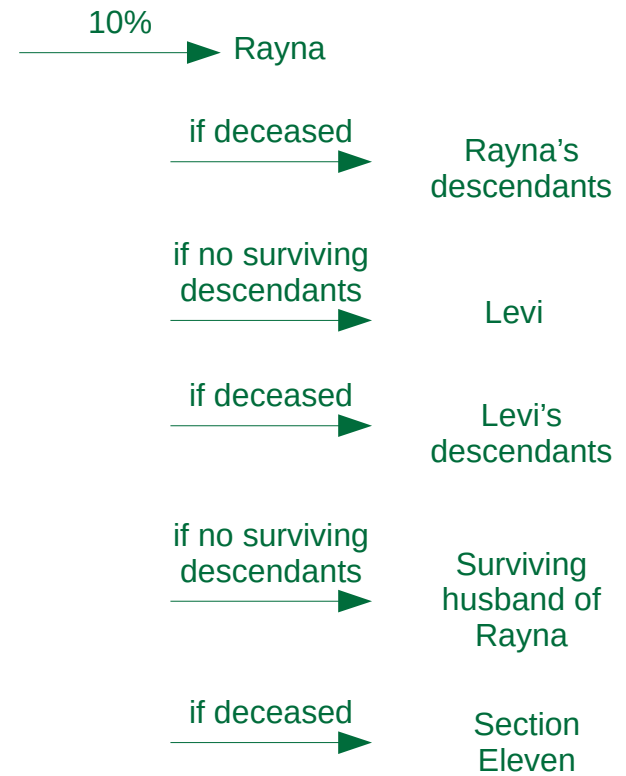 10%
Rayna
if deceased
Rayna’s
descendants
if no surviving
descendants
Levi
if deceased
Levi’s
descendants
if no surviving
descendants
Surviving
husband of
Rayna
if deceased
Section
Eleven